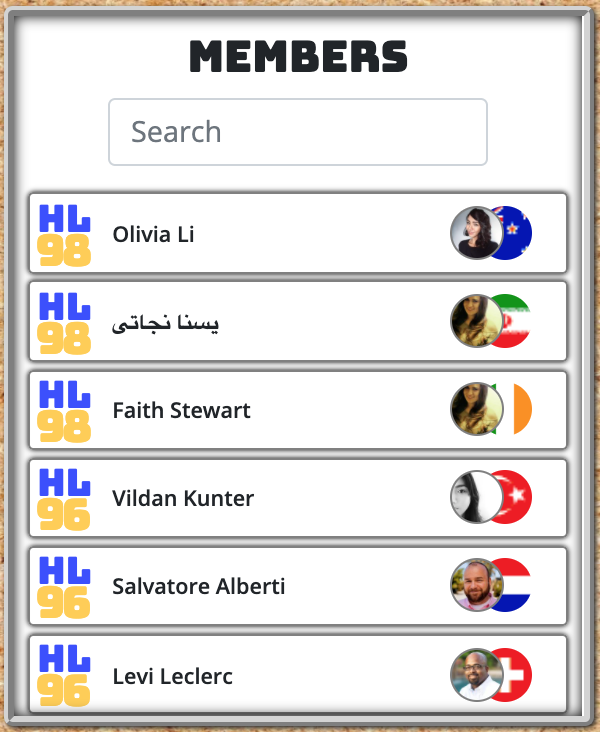 MEMBERS
Search
HL
98
Olivia Li
HL
98
یسنا نجاتی
HL
98
Faith Stewart
HL
96
Vildan Kunter
HL
96
Salvatore Alberti
HL
96
Levi Leclerc